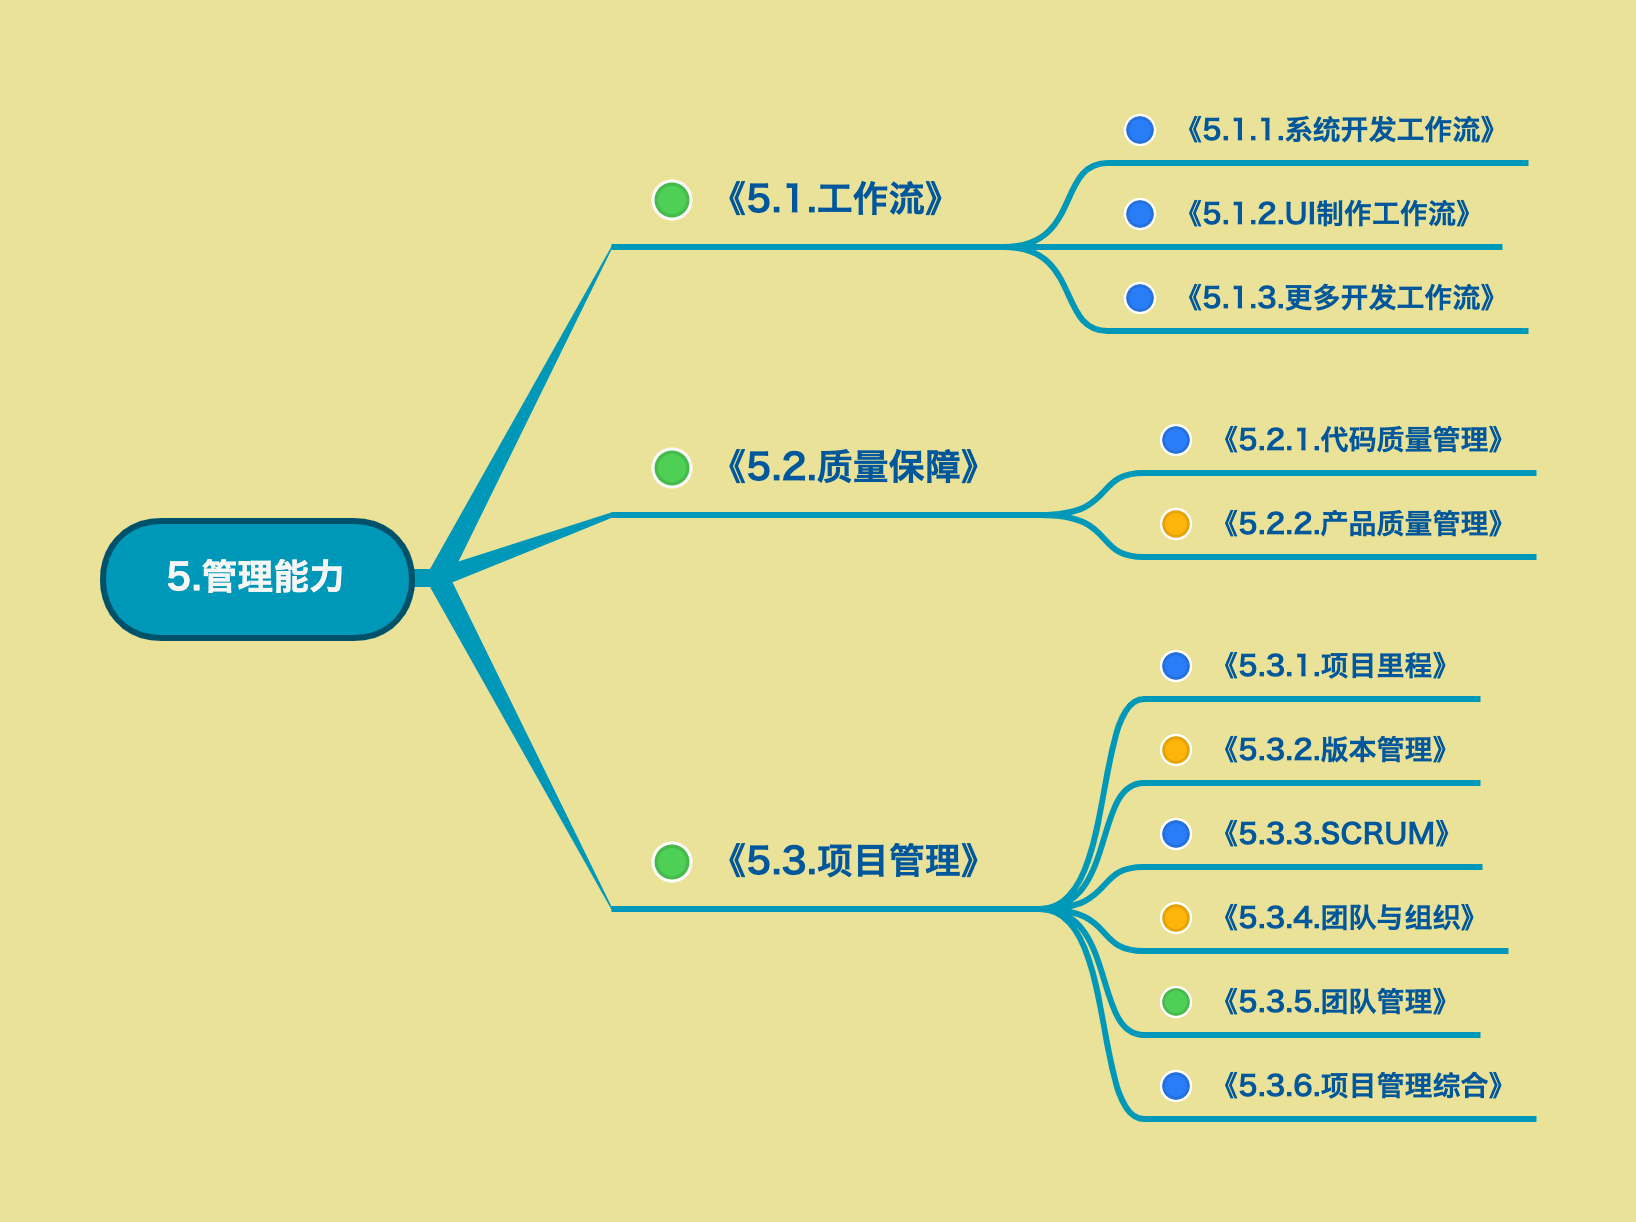 5.管理能力
《5.1.工作流》
《5.1.1.系统开发工作流》
《5.1.2.UI制作工作流》
《5.1.3.更多开发工作流》
《5.2.质量保障》
《5.2.1.代码质量管理》
《5.2.2.产品质量管理》
《5.3.项目管理》
《5.3.1.项目里程》
《5.3.2.版本管理》
《5.3.3.SCRUM》
《5.3.4.团队与组织》
《5.3.5.团队管理》
《5.3.6.项目管理综合》